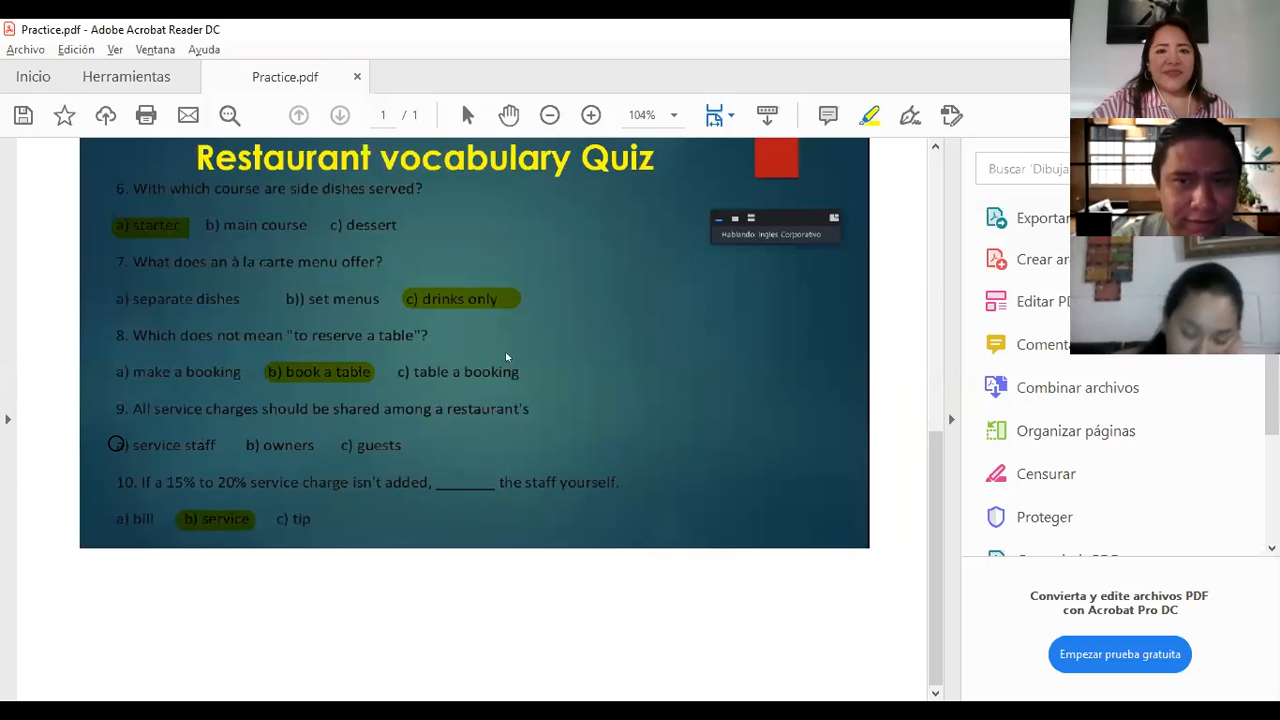 Practice.pdf - Adobe Acrobat Reader DC
Archivo Edición Ver Ventana Ayuda
Inicio Herramientas Practice.pdf ×
1 / 1 104%
Restaurant vocabulary Quiz
6. With which course are side dishes served?
a) starter b) main course c) dessert
7. What does an à la carte menu offer?
a) separate dishes b)) set menus c) drinks only
8. Which does not mean "to reserve a table"?
a) make a booking b) book a table c) table a booking
9. All service charges should be shared among a restaurant's
a) service staff b) owners c) guests
10. If a 15% to 20% service charge isn't added, _______ the staff yourself.
a) bill b) service c) tip
Hablando: Ingles Corporativo
Buscar 'Dibuja
Exportar
Crear ar
Editar PD
Comenta
Combinar archivos
Organizar páginas
Censurar
Proteger
Convierta y edite archivos PDF
con Acrobat Pro DC
Empezar prueba gratuita